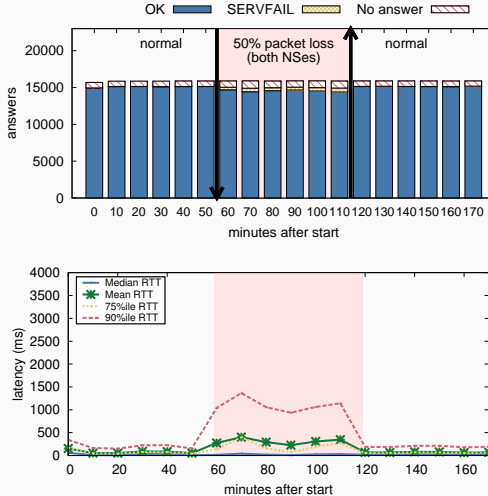 OK SERVFAIL No answer
normal 50% packet loss normal
(both NSes)
20000
15000
10000
5000
0
answers
0 10 20 30 40 50 60 70 80 90 100 110 120 130 140 150 160 170
minutes after start
4000
3500
3000
2500
2000
1500
1000
500
0
latency (ms)
Median RTT
Mean RTT
75%ile RTT
90%ile RTT
0 20 40 60 80 100 120 140 160
minutes after start